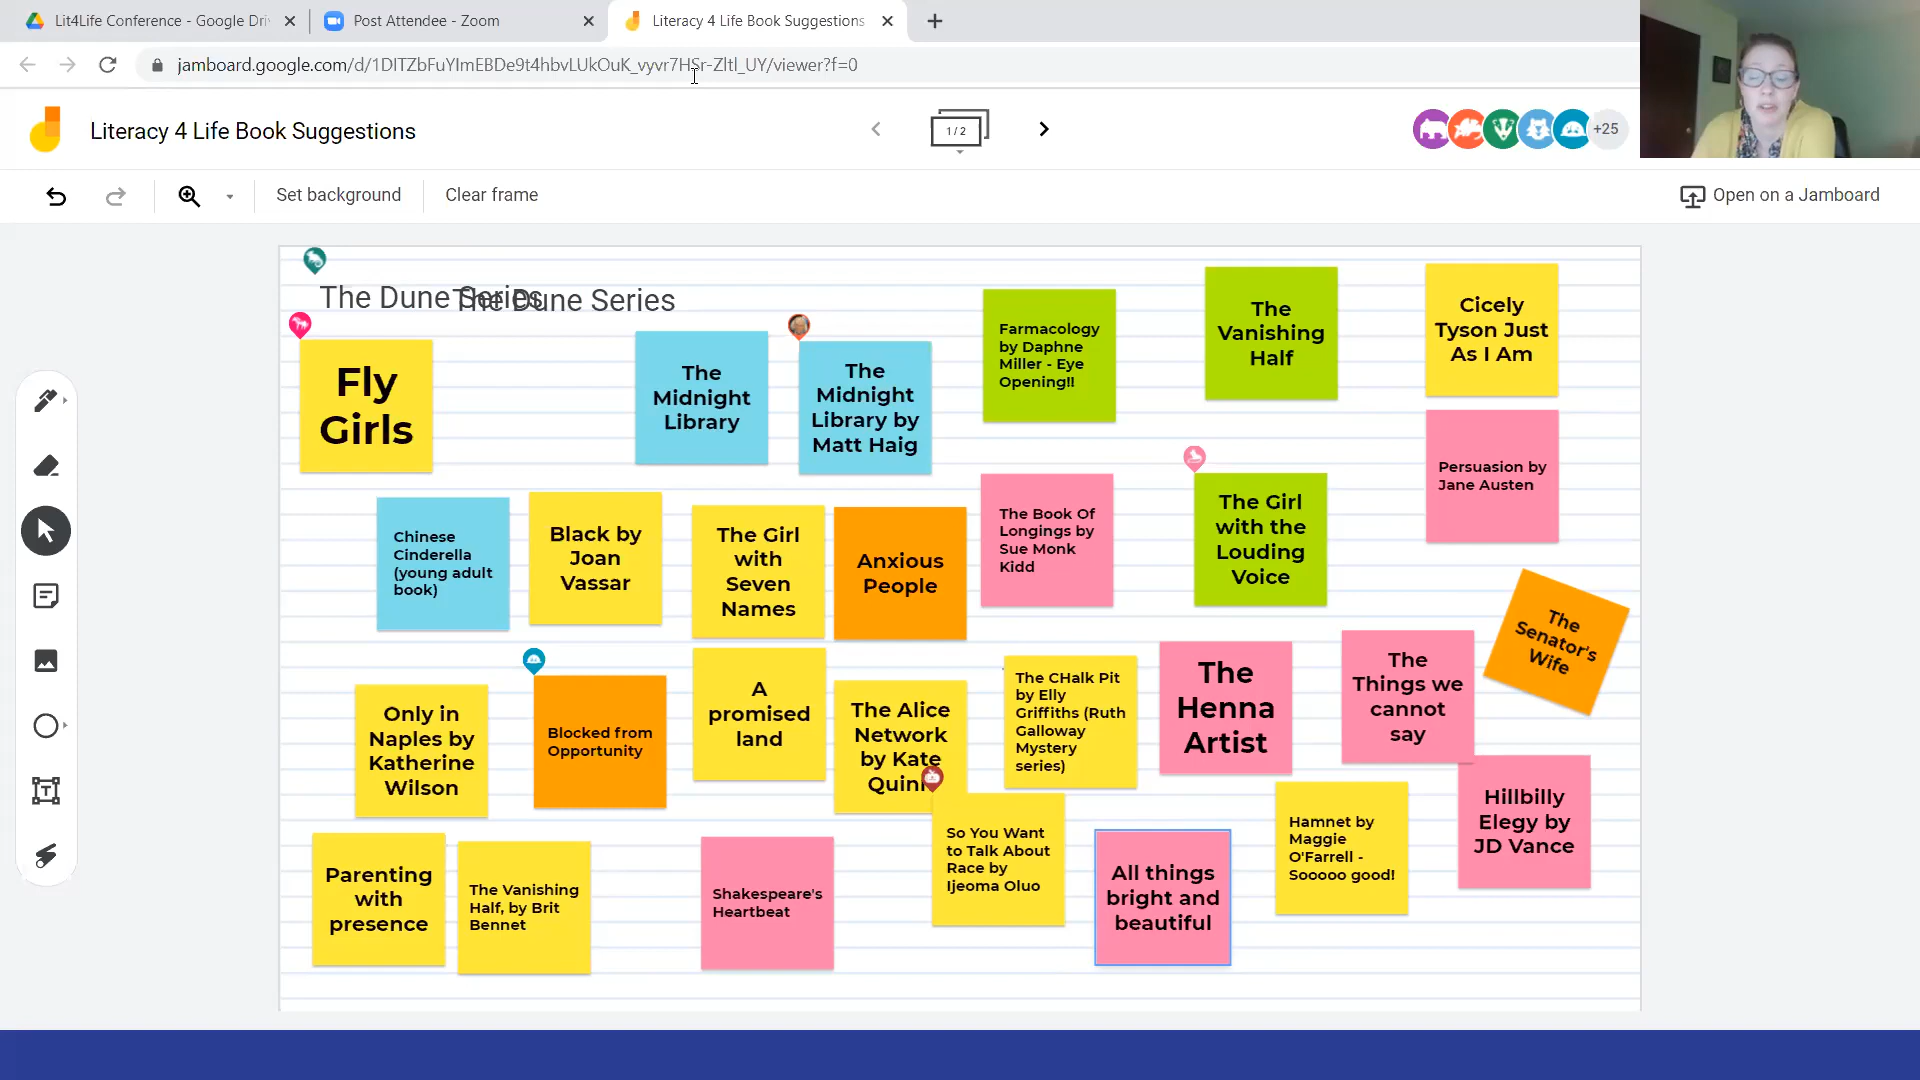 Lit4Life Conference - Google Dri
Post Attendee - Zoom
Literacy 4 Life Book Suggestions
jamboard.google.com/d/1DITZbFuYImEBDe9t4hbvLUkOuK_vyvr7HSr-Zltl_UY/viewer?f=0
Literacy 4 Life Book Suggestions
1 / 2
+25
Set background
Clear frame
Open on a Jamboard
The Dune Series
The Dune Series
Fly
Girls
The
Midnight
Library
The
Midnight
Library by
Matt Haig
Farmacology
by Daphne
Miller - Eye
Opening!!
The
Vanishing
Half
Cicely
Tyson Just
As I Am
Persuasion by
Jane Austen
Chinese
Cinderella
(young adult
book)
Black by
Joan
Vassar
The Girl
with
Seven
Names
Anxious
People
The Book Of
Longings by
Sue Monk
Kidd
The Girl
with the
Louding
Voice
The
Senator's
Wife
Only in
Naples by
Katherine
Wilson
Blocked from
Opportunity
A
promised
land
The Alice
Network
by Kate
Quinn
The CHalk Pit
by Elly
Griffiths (Ruth
Galloway
Mystery
series)
The
Henna
Artist
The
Things we
cannot
say
Hillbilly
Elegy by
JD Vance
Parenting
with
presence
The Vanishing
Half, by Brit
Bennet
Shakespeare's
Heartbeat
So You Want
to Talk About
Race by
Ijeoma Oluo
All things
bright and
beautiful
Hamnet by
Maggie
O'Farrell -
Sooooo good!